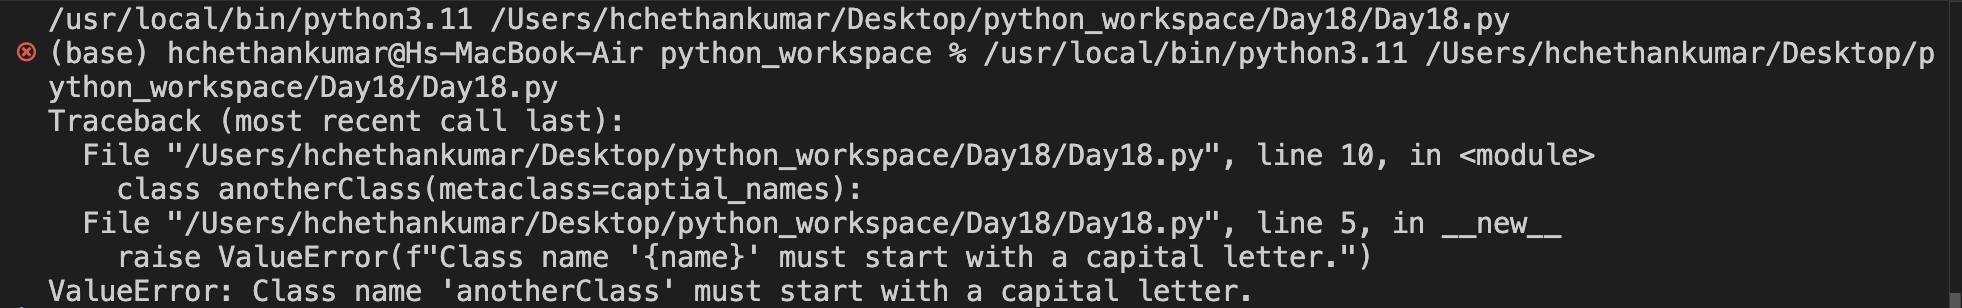 /usr/local/bin/python3.11 /Users/hchethankumar/Desktop/python_workspace/Day18/Day18.py
(base) hchethankumar@Hs-MacBook-Air python_workspace % /usr/local/bin/python3.11 /Users/hchethankumar/Desktop/p
ython_workspace/Day18/Day18.py
Traceback (most recent call last):
  File "/Users/hchethankumar/Desktop/python_workspace/Day18/Day18.py", line 10, in <module>
    class anotherClass(metaclass=captial_names):
  File "/Users/hchethankumar/Desktop/python_workspace/Day18/Day18.py", line 5, in __new__
    raise ValueError(f"Class name '{name}' must start with a capital letter.")
ValueError: Class name 'anotherClass' must start with a capital letter.